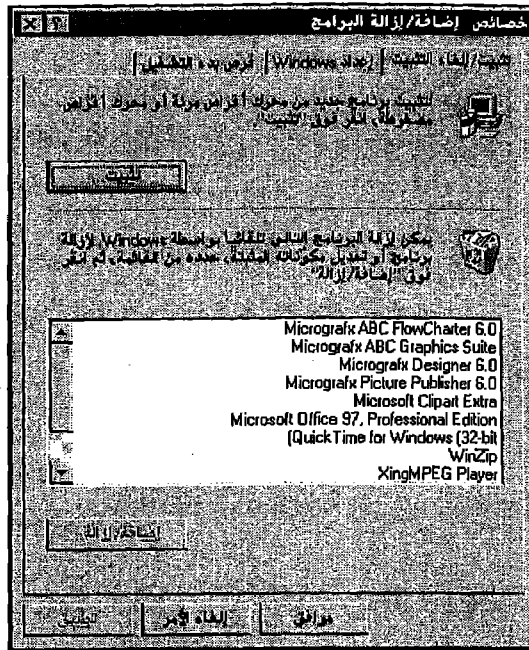 خصائص إضافة/إزالة البرامج
تثبيت/إلغاء التثبيت
إعداد Windows
قرص بدء التشغيل
لتثبيت برنامج جديد من محرك أقراص مرنة أو محرك أقراص
مضغوطة، انقر فوق "تثبيت".
تثبيت
يمكن إزالة البرنامج التالي تلقائيا بواسطة Windows. لإزالة
برنامج أو تعديل مكوناته المثبتة، حدده من القائمة، ثم انقر
فوق "إضافة/إزالة"
Micrografx ABC FlowCharter 6.0
Micrografx ABC Graphics Suite
Micrografx Designer 6.0
Micrografx Picture Publisher 6.0
Microsoft Clipart Extra
Microsoft Office 97, Professional Edition
(QuickTime for Windows (32-bit
WinZip
XingMPEG Player
إضافة/إزالة
موافق
إلغاء الأمر
تطبيق